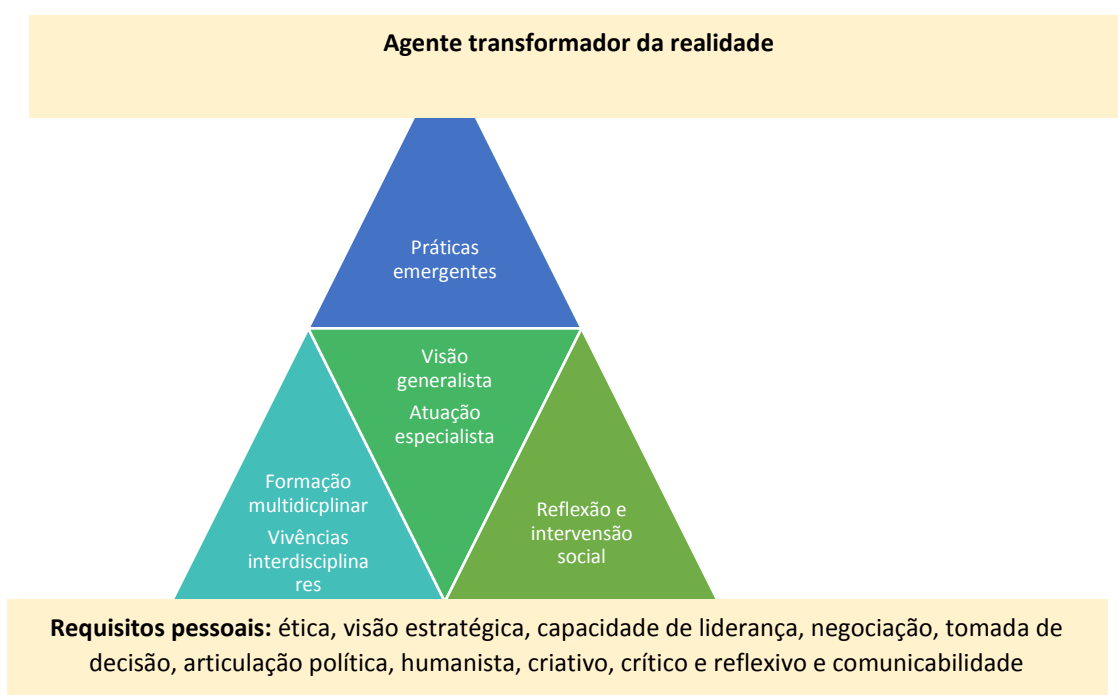 Agente transformador da realidade
Práticas
emergentes
Visão
generalista
Atuação
especialista
Formação
multidicplinar
Vivências
interdisciplina
res
Reflexão e
intervensão
social
Requisitos pessoais: ética, visão estratégica, capacidade de liderança, negociação, tomada de
decisão, articulação política, humanista, criativo, crítico e reflexivo e comunicabilidade